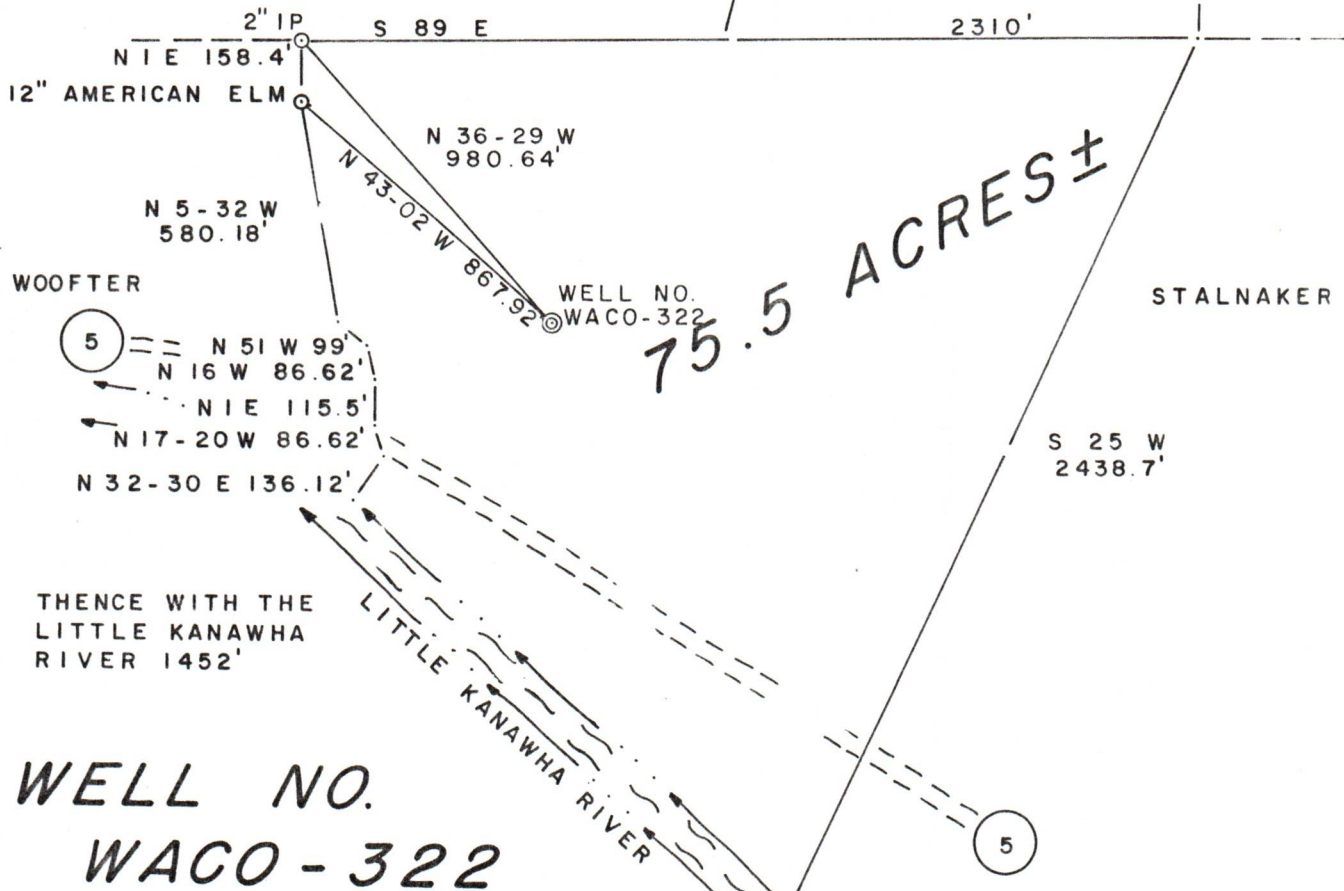 2" IP
S 89 E
2310'
N 1 E 158.4'
12" AMERICAN ELM
N 36-29 W
980.64'
N 43-02 W 867.92'
75.5 ACRES±
N 5-32 W
580.18'
WOOFTER
5
WELL NO.
WACO-322
STALNAKER
N 51 W 99'
N 16 W 86.62'
N 1 E 115.5'
N 17-20 W 86.62'
N 32-30 E 136.12'
S 25 W
2438.7'
THENCE WITH THE
LITTLE KANAWHA
RIVER 1452'
LITTLE KANAWHA RIVER
WELL NO.
WACO-322
5